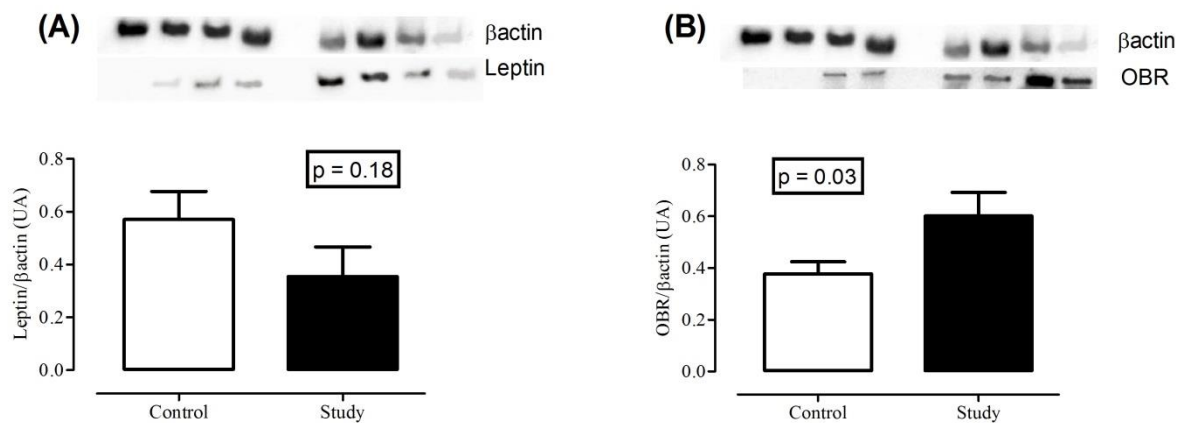 (A)
βactin
Leptin
p = 0.18
Leptin/βactin (UA)
0.8
0.6
0.4
0.2
0.0
Control
Study
(B)
βactin
OBR
p = 0.03
OBR/βactin (UA)
0.8
0.6
0.4
0.2
0.0
Control
Study